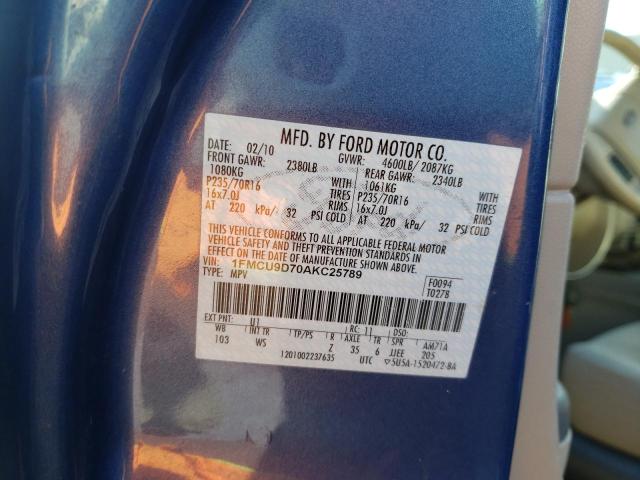 MFD. BY FORD MOTOR CO.
DATE: 02/10 GVWR: 4600LB/ 2087KG
FRONT GAWR: 2380LB REAR GAWR: 2340LB
1080KG WITH 1061KG WITH
P235/70R16 TIRES P235/70R16 TIRES
16x7.0J RIMS 16x7.0J RIMS
AT 220 kPa/ 32 PSI COLD AT 220 kPa/ 32 PSI COLD
THIS VEHICLE CONFORMS TO ALL APPLICABLE FEDERAL MOTOR
VEHICLE SAFETY AND THEFT PREVENTION STANDARDS IN
EFFECT ON THE DATE OF MANUFACTURE SHOWN ABOVE.
VIN: 1FMCU9D70AKC25789 F0094
TYPE: MPV T0278
EXT PNT: U1 RC: 11 DSO:
WB INT TR TP/PS R AXLE TR SPR AM71A
103 WS Z 35 6 JJEE 205
1201002237635 UTC ▽5U5A-1520472-BA